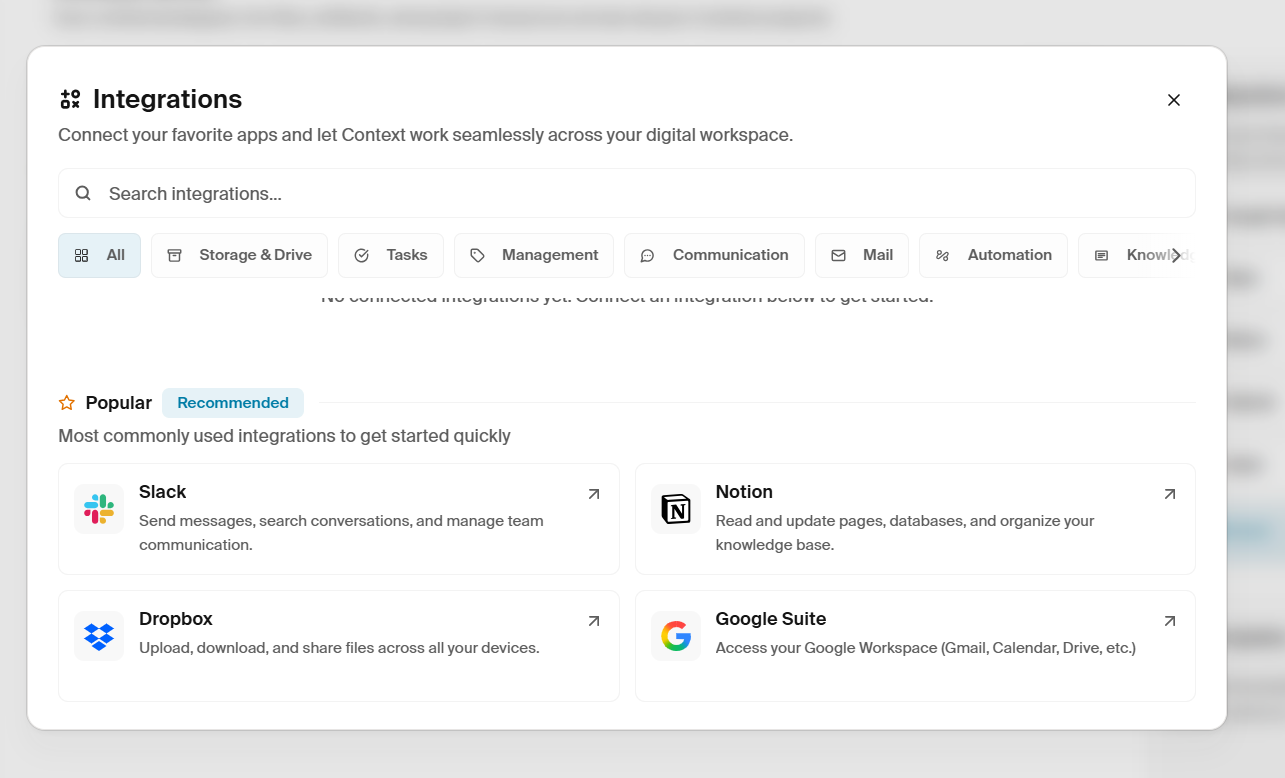 Integrations
Connect your favorite apps and let Context work seamlessly across your digital workspace.
Search integrations...
All
Storage & Drive
Tasks
Management
Communication
Mail
Automation
Knowledg
No connected integrations yet. Connect an integration below to get started.
Popular
Recommended
Most commonly used integrations to get started quickly
Slack
Send messages, search conversations, and manage team
communication.
Notion
Read and update pages, databases, and organize your
knowledge base.
Dropbox
Upload, download, and share files across all your devices.
Google Suite
Access your Google Workspace (Gmail, Calendar, Drive, etc.)